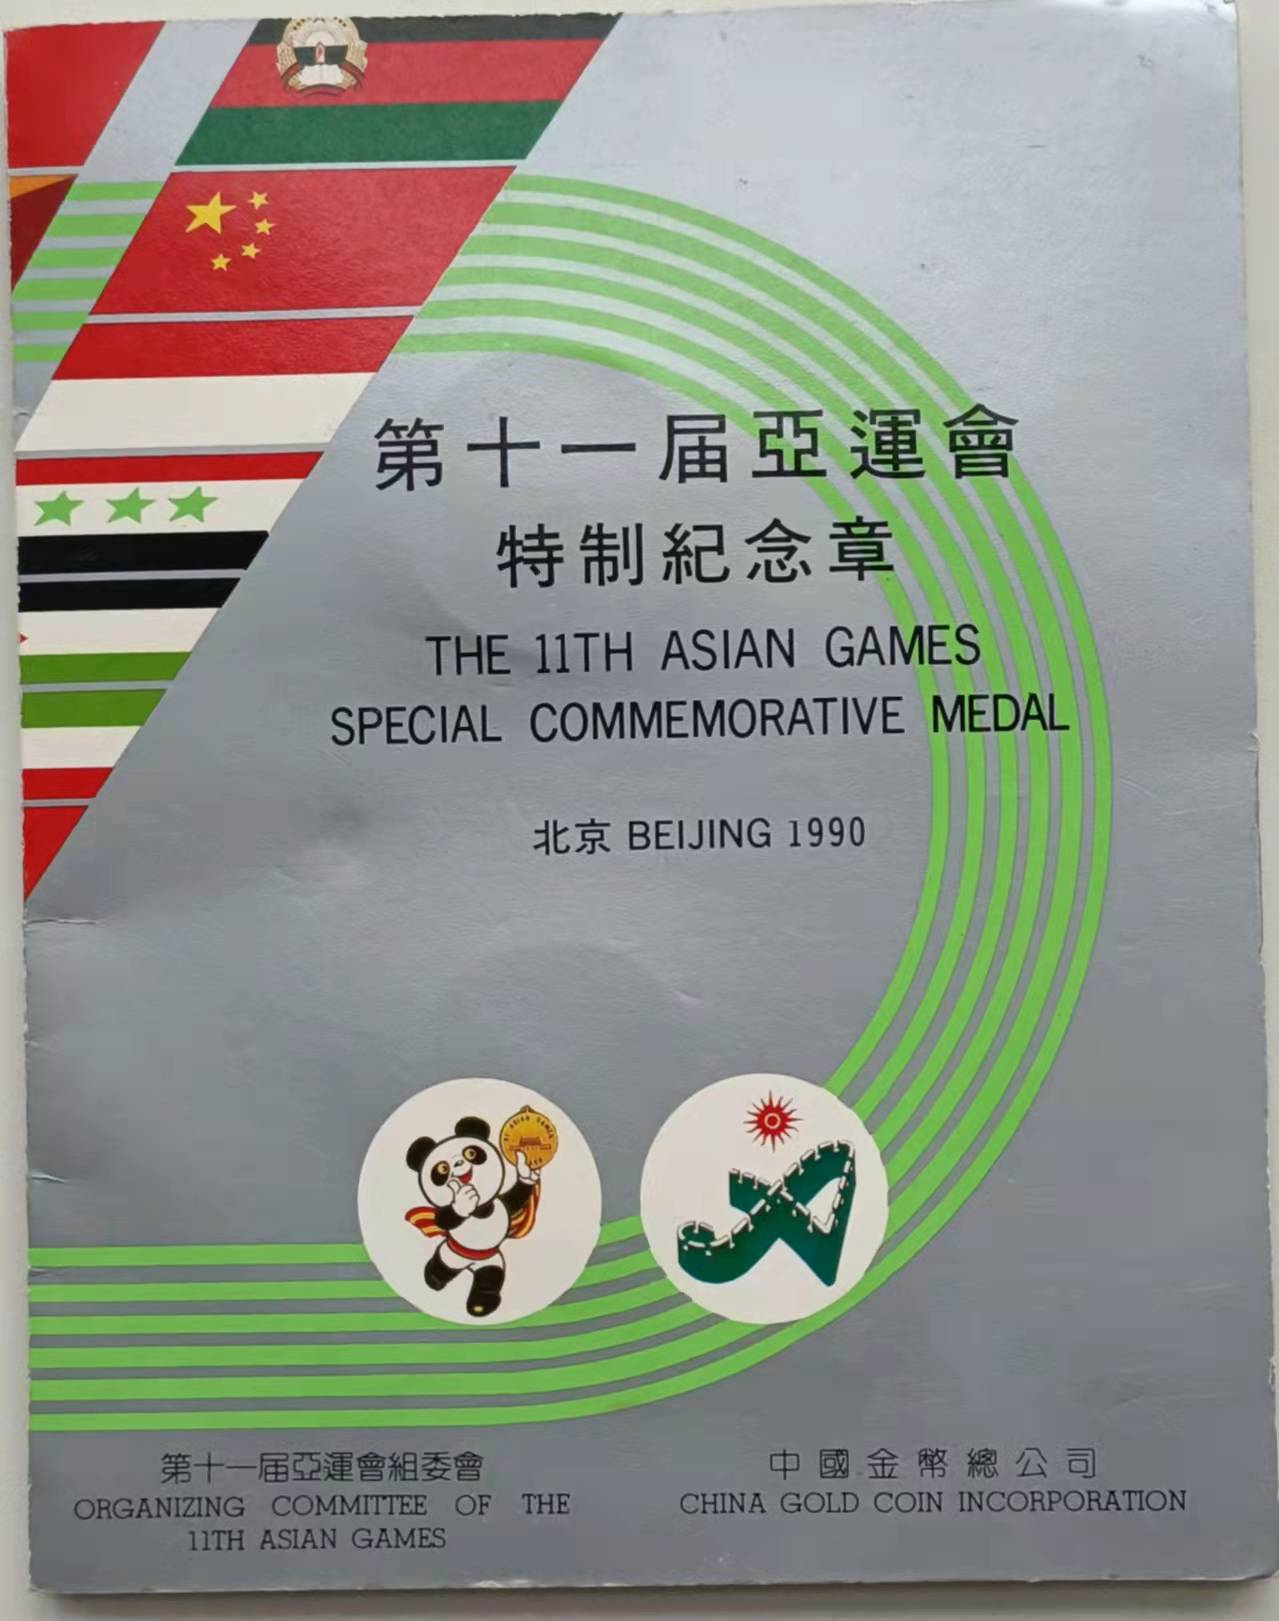 第十一届亞運會
特制紀念章
THE 11TH ASIAN GAMES
SPECIAL COMMEMORATIVE MEDAL
北京 BEIJING 1990
第十一届亞運會組委會
ORGANIZING COMMITTEE OF THE
11TH ASIAN GAMES
中國金幣總公司
CHINA GOLD COIN INCORPORATION